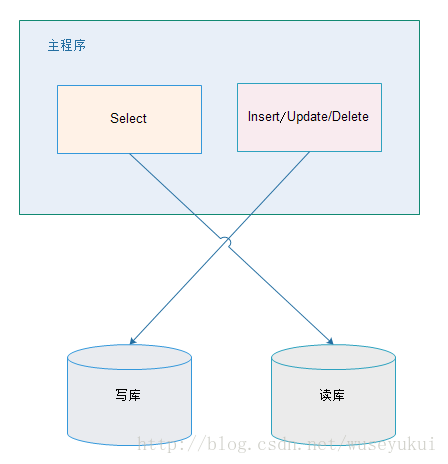 主程序
Select
Insert/Update/Delete
写库
读库
http://blog.csdn.net/wuseyukui